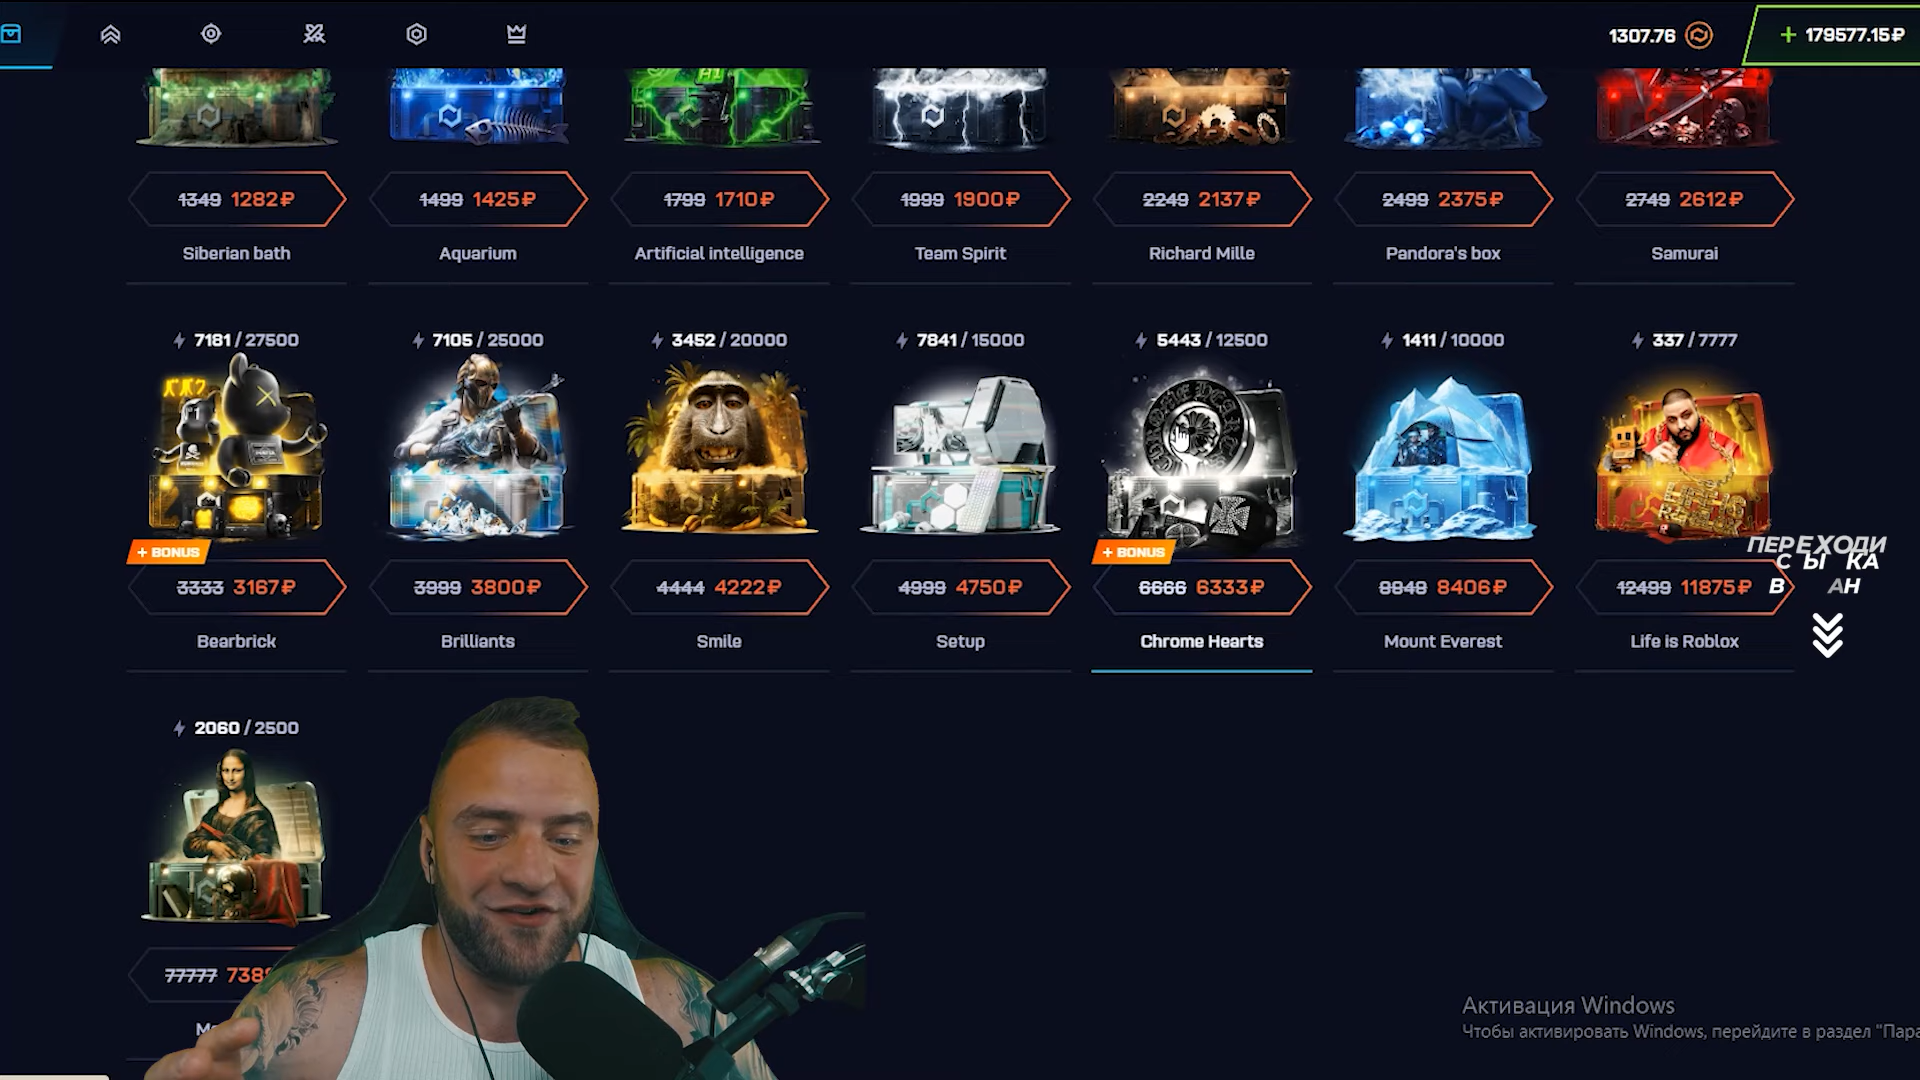 1307.76
+ 179577.15₽
1349 1282₽
1499 1425₽
1799 1710₽
1999 1900₽
2249 2137₽
2499 2375₽
2749 2612₽
Siberian bath
Aquarium
Artificial intelligence
Team Spirit
Richard Mille
Pandora's box
Samurai
7181 / 27500
7105 / 25000
3452 / 20000
7841 / 15000
5443 / 12500
1411 / 10000
337 / 7777
+ BONUS
+ BONUS
ПЕРЕХОДИ
3333 3167₽
3999 3800₽
4444 4222₽
4999 4750₽
6666 6333₽
8848 8406₽
12499 11875₽
Bearbrick
Brilliants
Smile
Setup
Chrome Hearts
Mount Everest
Life is Roblox
2060 / 2500
77777 738
Активация Windows
Чтобы активировать Windows, перейдите в раздел "Пара